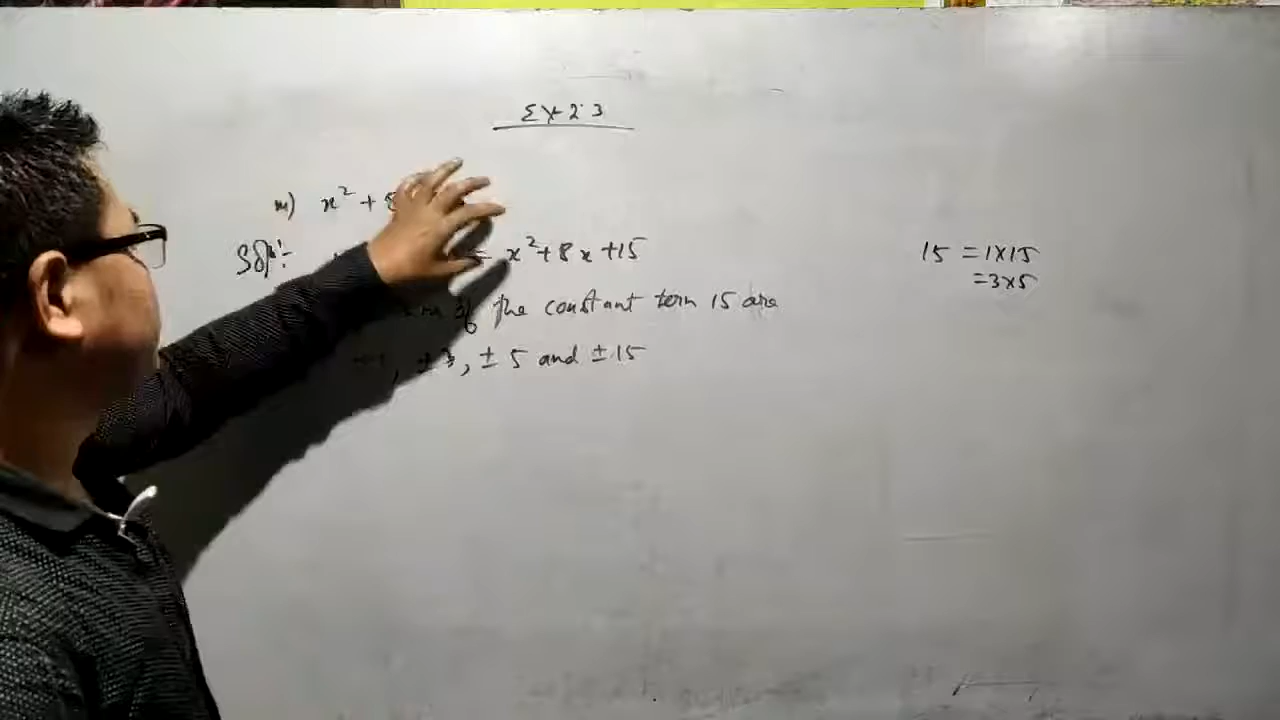 Ex 2.3
x² +
Solⁿ:- = x² + 8x + 15
of the constant term 15 are
± 3, ± 5 and ± 15
15 = 1×15
= 3×5